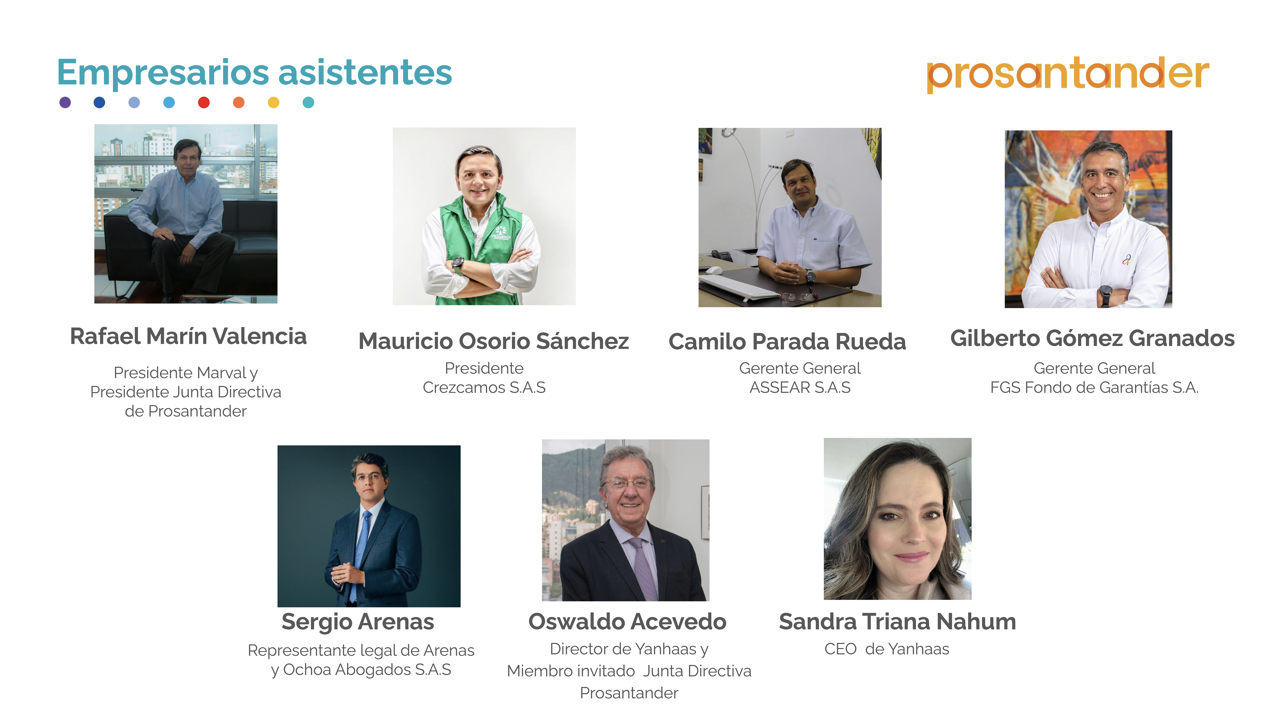 Empresarios asistentes
prosantander
Rafael Marín Valencia
Presidente Marval y
Presidente Junta Directiva
de Prosantander
Mauricio Osorio Sánchez
Presidente
Crezcamos S.A.S
Camilo Parada Rueda
Gerente General
ASSEAR S.A.S
Gilberto Gómez Granados
Gerente General
FGS Fondo de Garantías S.A.
Sergio Arenas
Representante legal de Arenas
y Ochoa Abogados S.A.S
Oswaldo Acevedo
Director de Yanhaas y
Miembro invitado  Junta Directiva
Prosantander
Sandra Triana Nahum
CEO  de Yanhaas